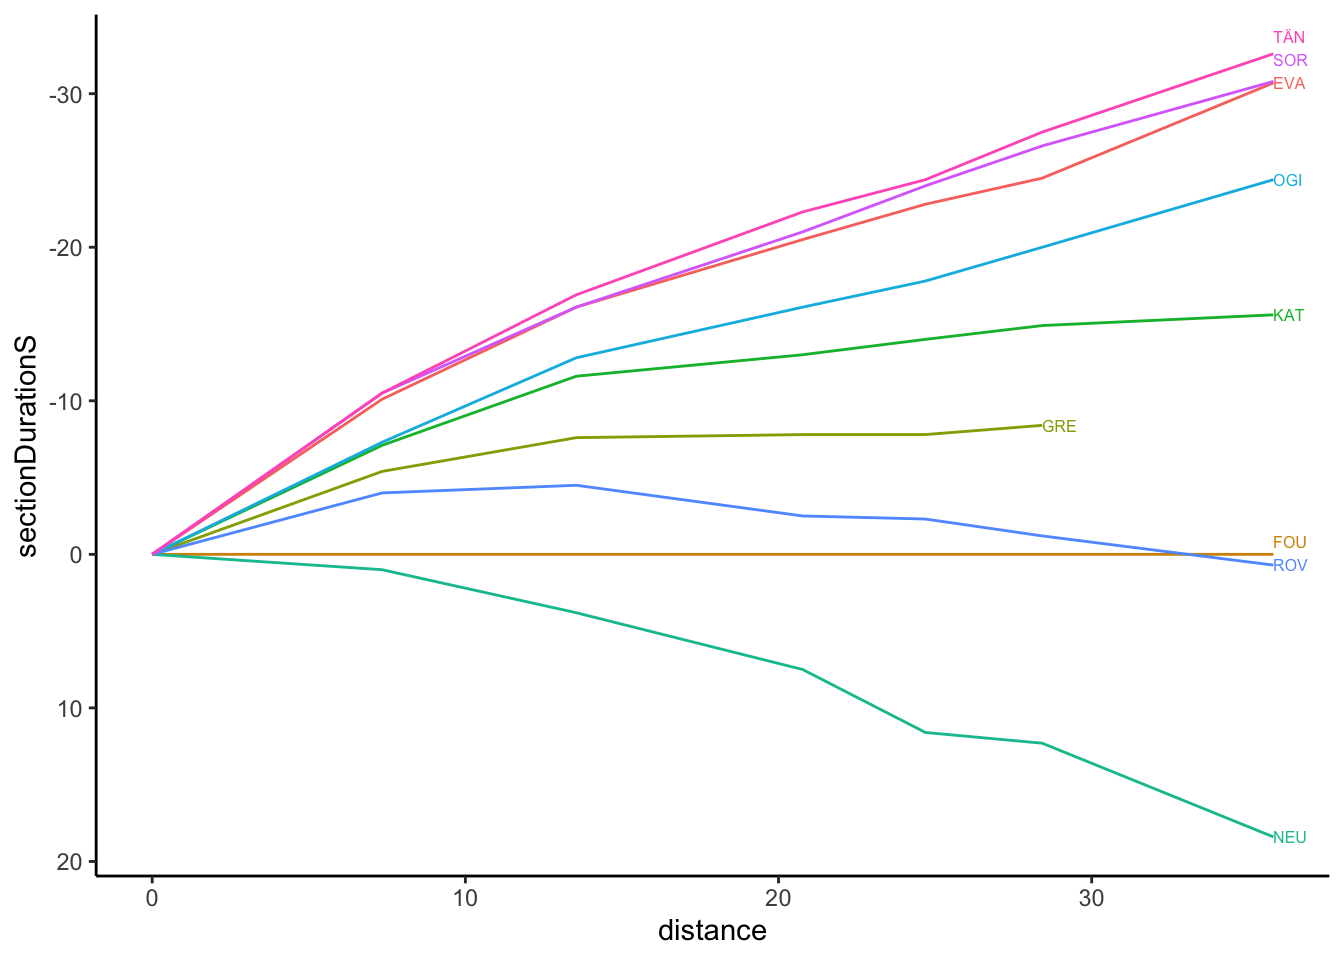 TÄN
SOR
-30
EVA
OGI
-20
KAT
-10
GRE
sectionDurationS
FOU
0
ROV
10
NEU
20
0 10 20 30
distance